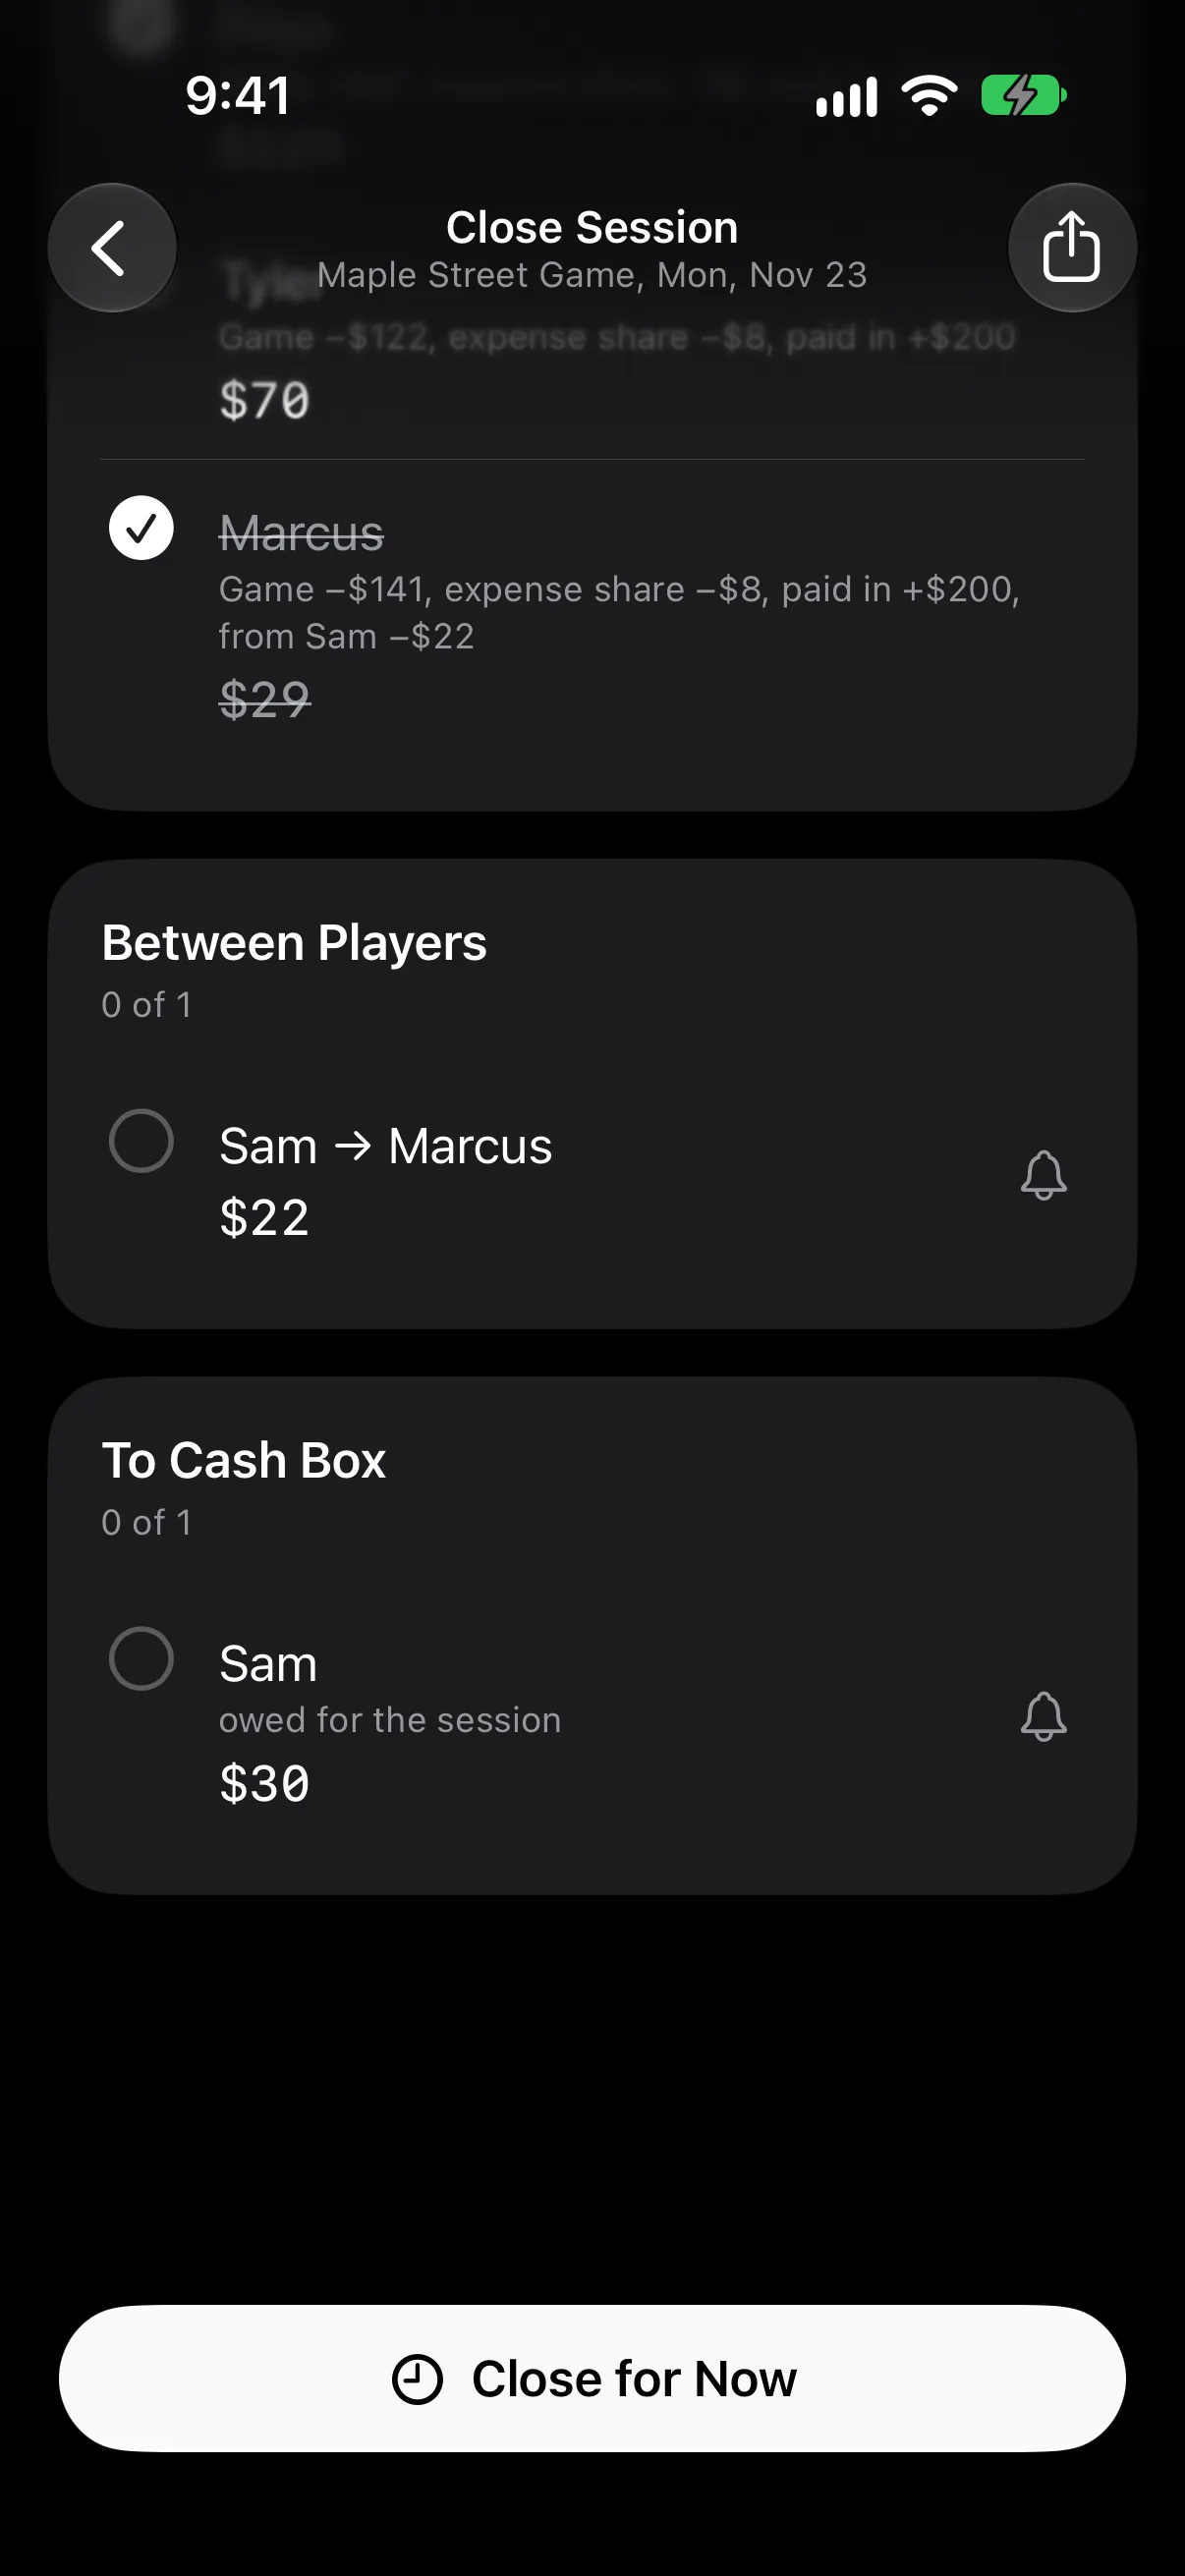 9:41
Close Session
Maple Street Game, Mon, Nov 23
Tyler
Game –$122, expense share –$8, paid in +$200
$70
Marcus
Game –$141, expense share –$8, paid in +$200,
from Sam –$22
$29
Between Players
0 of 1
Sam → Marcus
$22
To Cash Box
0 of 1
Sam
owed for the session
$30
Close for Now